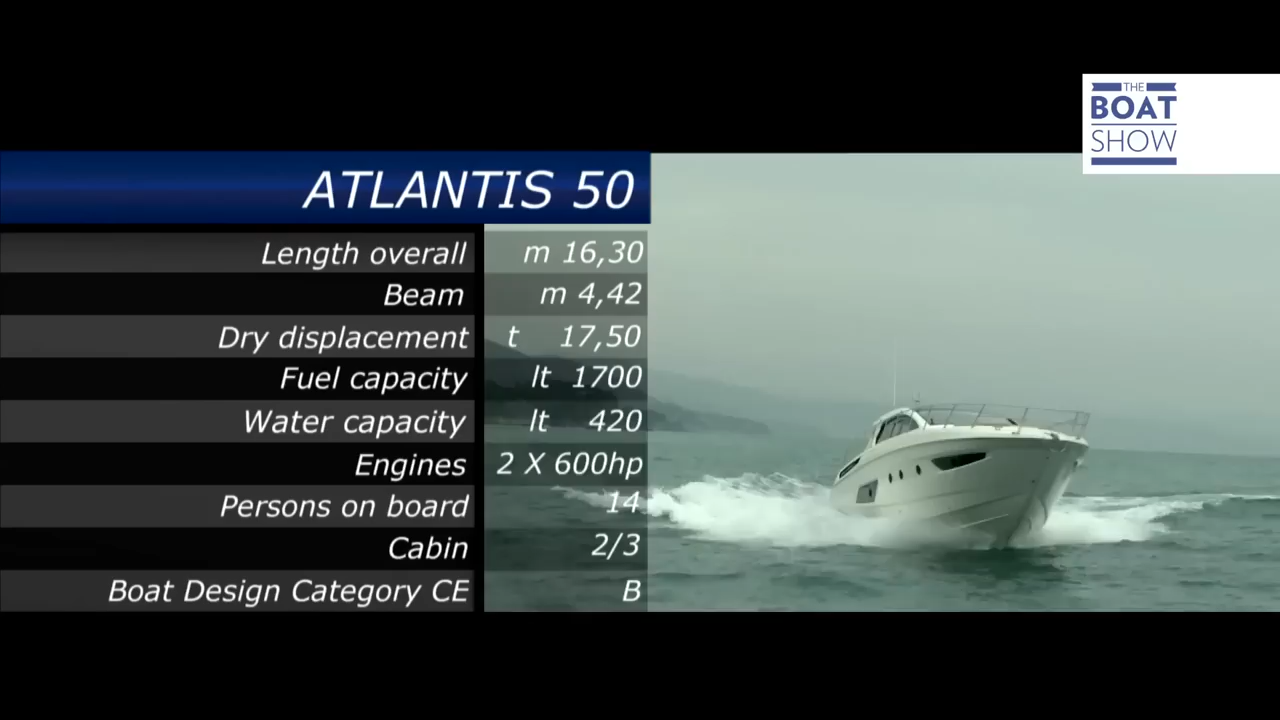 THE
BOAT
SHOW
ATLANTIS 50
Length overall m 16,30
Beam m 4,42
Dry displacement t 17,50
Fuel capacity lt 1700
Water capacity lt 420
Engines 2 X 600hp
Persons on board 14
Cabin 2/3
Boat Design Category CE B